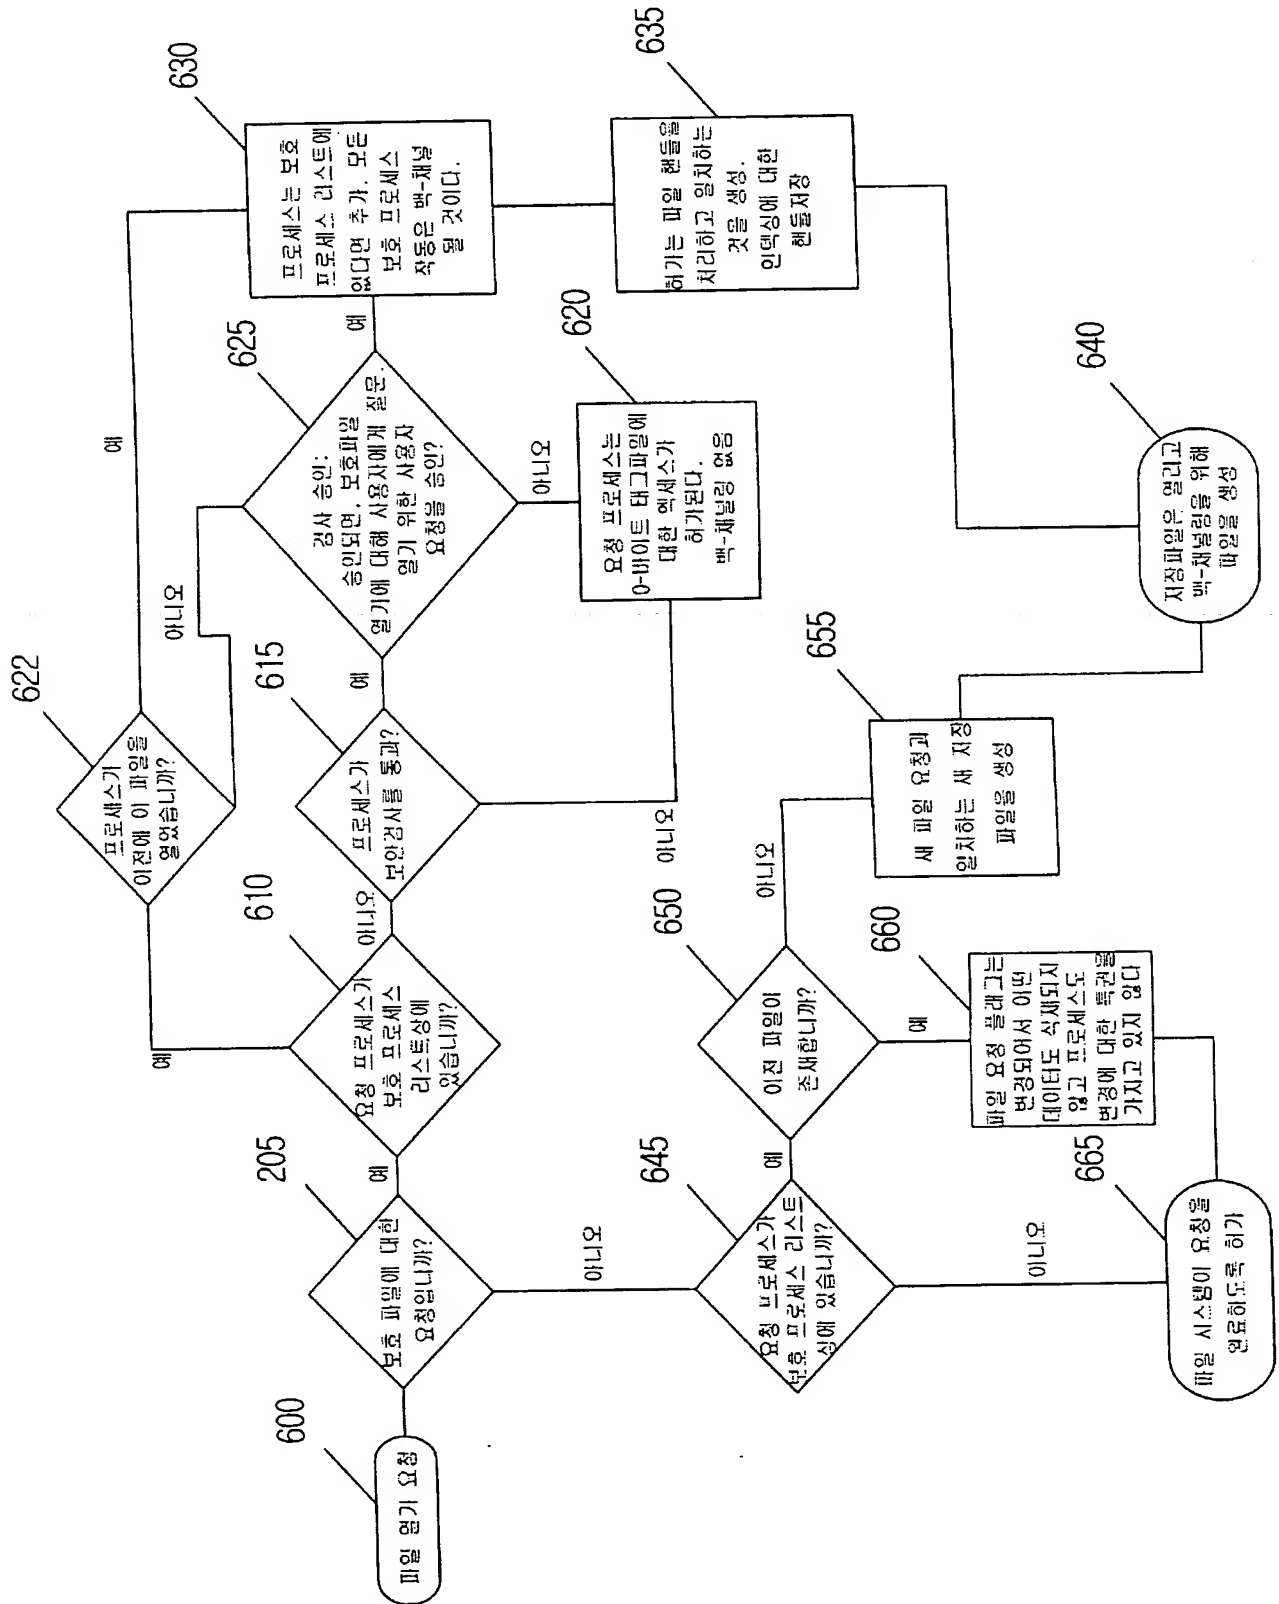 600
파일 열기 요청
205
보호 파일에 대한
요청입니까?
예
아니오
610
요청 프로세스가
보호 프로세스
리스트상에
있습니까?
예
아니오
622
프로세스가
이전에 이 파일을
열었습니까?
예
아니오
615
프로세스가
보안검사를 통과?
예
아니오
625
검사 승인:
승인되면, 보호파일
열기에 대해 사용자에게 질문.
열기 위한 사용자
요청을 승인?
예
아니오
620
요청 프로세스는
0-바이트 태그파일에
대한 엑세스가
허가된다.
백-채널링 없음
630
프로세스는 보호
프로세스 리스트에
없다면 추가. 모든
보호 프로세스
작동은 백-채널
될 것이다.
635
허가는 파일 핸들을
처리하고 일치하는
것을 생성.
인덱싱에 대한
핸들저장
640
저장파일은 열리고
백-채널링을 위해
파일을 생성
645
요청 프로세스가
보호 프로세스 리스트
상에 있습니까?
예
아니오
650
이전 파일이
존재합니까?
예
아니오
655
새 파일 요청과
일치하는 새 저장
파일을 생성
660
파일 요청 플래그는
변경되어서 어떤
데이터도 삭제되지
않고 프로세스도
변경에 대한 특권을
가지고 있지 않다
665
파일 시스템이 요청을
완료하도록 허가